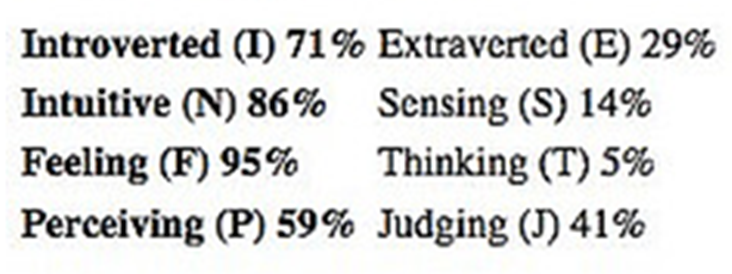 Introverted (I) 71% Extraverted (E) 29%
Intuitive (N) 86% Sensing (S) 14%
Feeling (F) 95% Thinking (T) 5%
Perceiving (P) 59% Judging (J) 41%